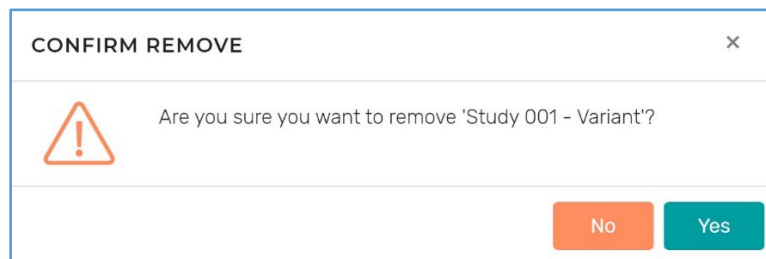 CONFIRM REMOVE
×
Are you sure you want to remove 'Study 001 - Variant'?
No
Yes